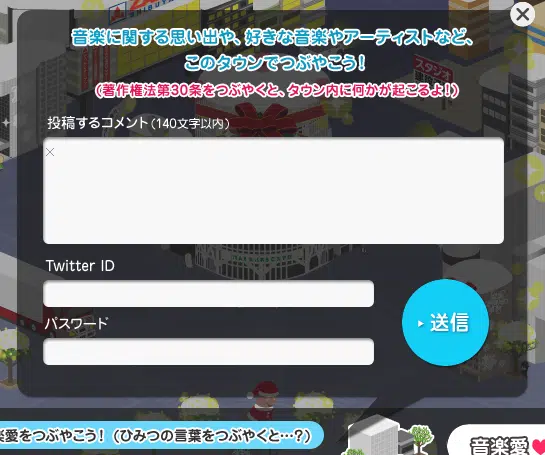 音楽に関する思い出や、好きな音楽やアーティストなど、
このタウンでつぶやこう!
(著作権法第30条をつぶやくと、タウン内に何かが起こるよ!)
スタジオ
投稿するコメント(140文字以内)
Twitter ID
パスワード
送信
楽愛をつぶやこう! (ひみつの言葉をつぶやくと…?)
音楽愛